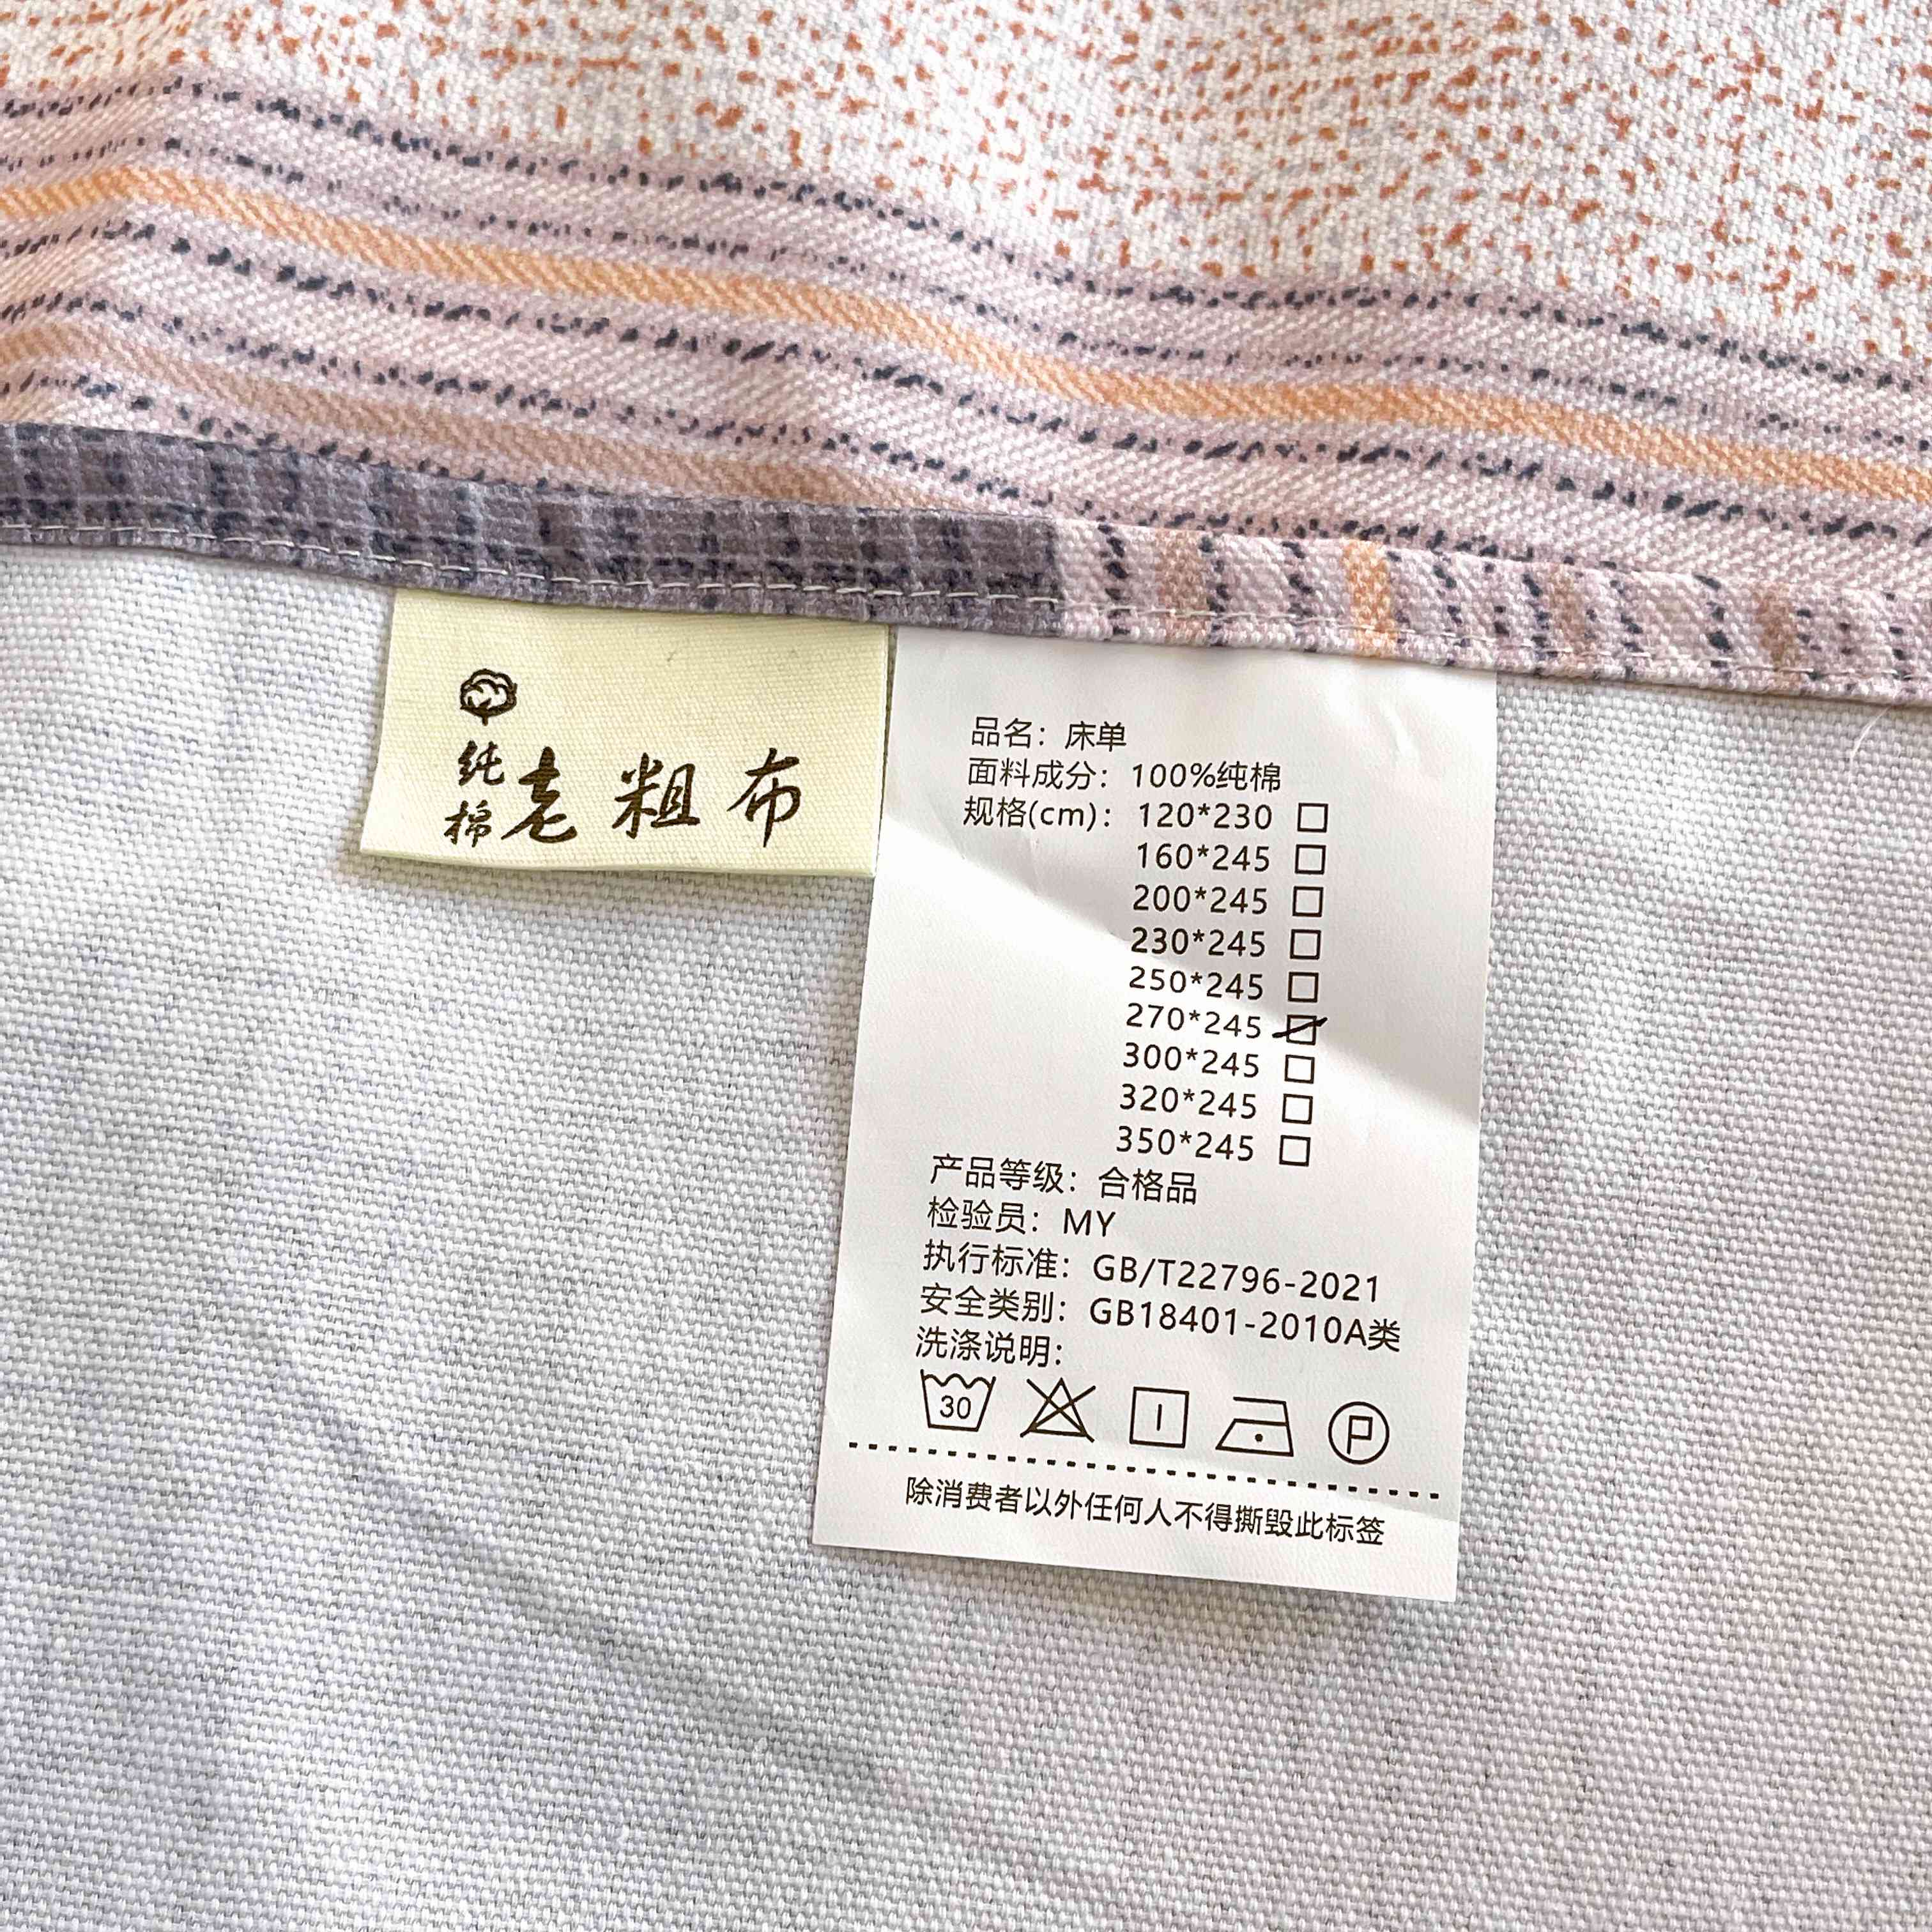 纯棉 老粗布
品名：床单
面料成分：100%纯棉
规格(cm)：120*230 □
160*245 □
200*245 □
230*245 □
250*245 □
270*245 ☑
300*245 □
320*245 □
350*245 □
产品等级：合格品
检验员：MY
执行标准：GB/T22796-2021
安全类别：GB18401-2010A类
洗涤说明：
30
P
除消费者以外任何人不得撕毁此标签